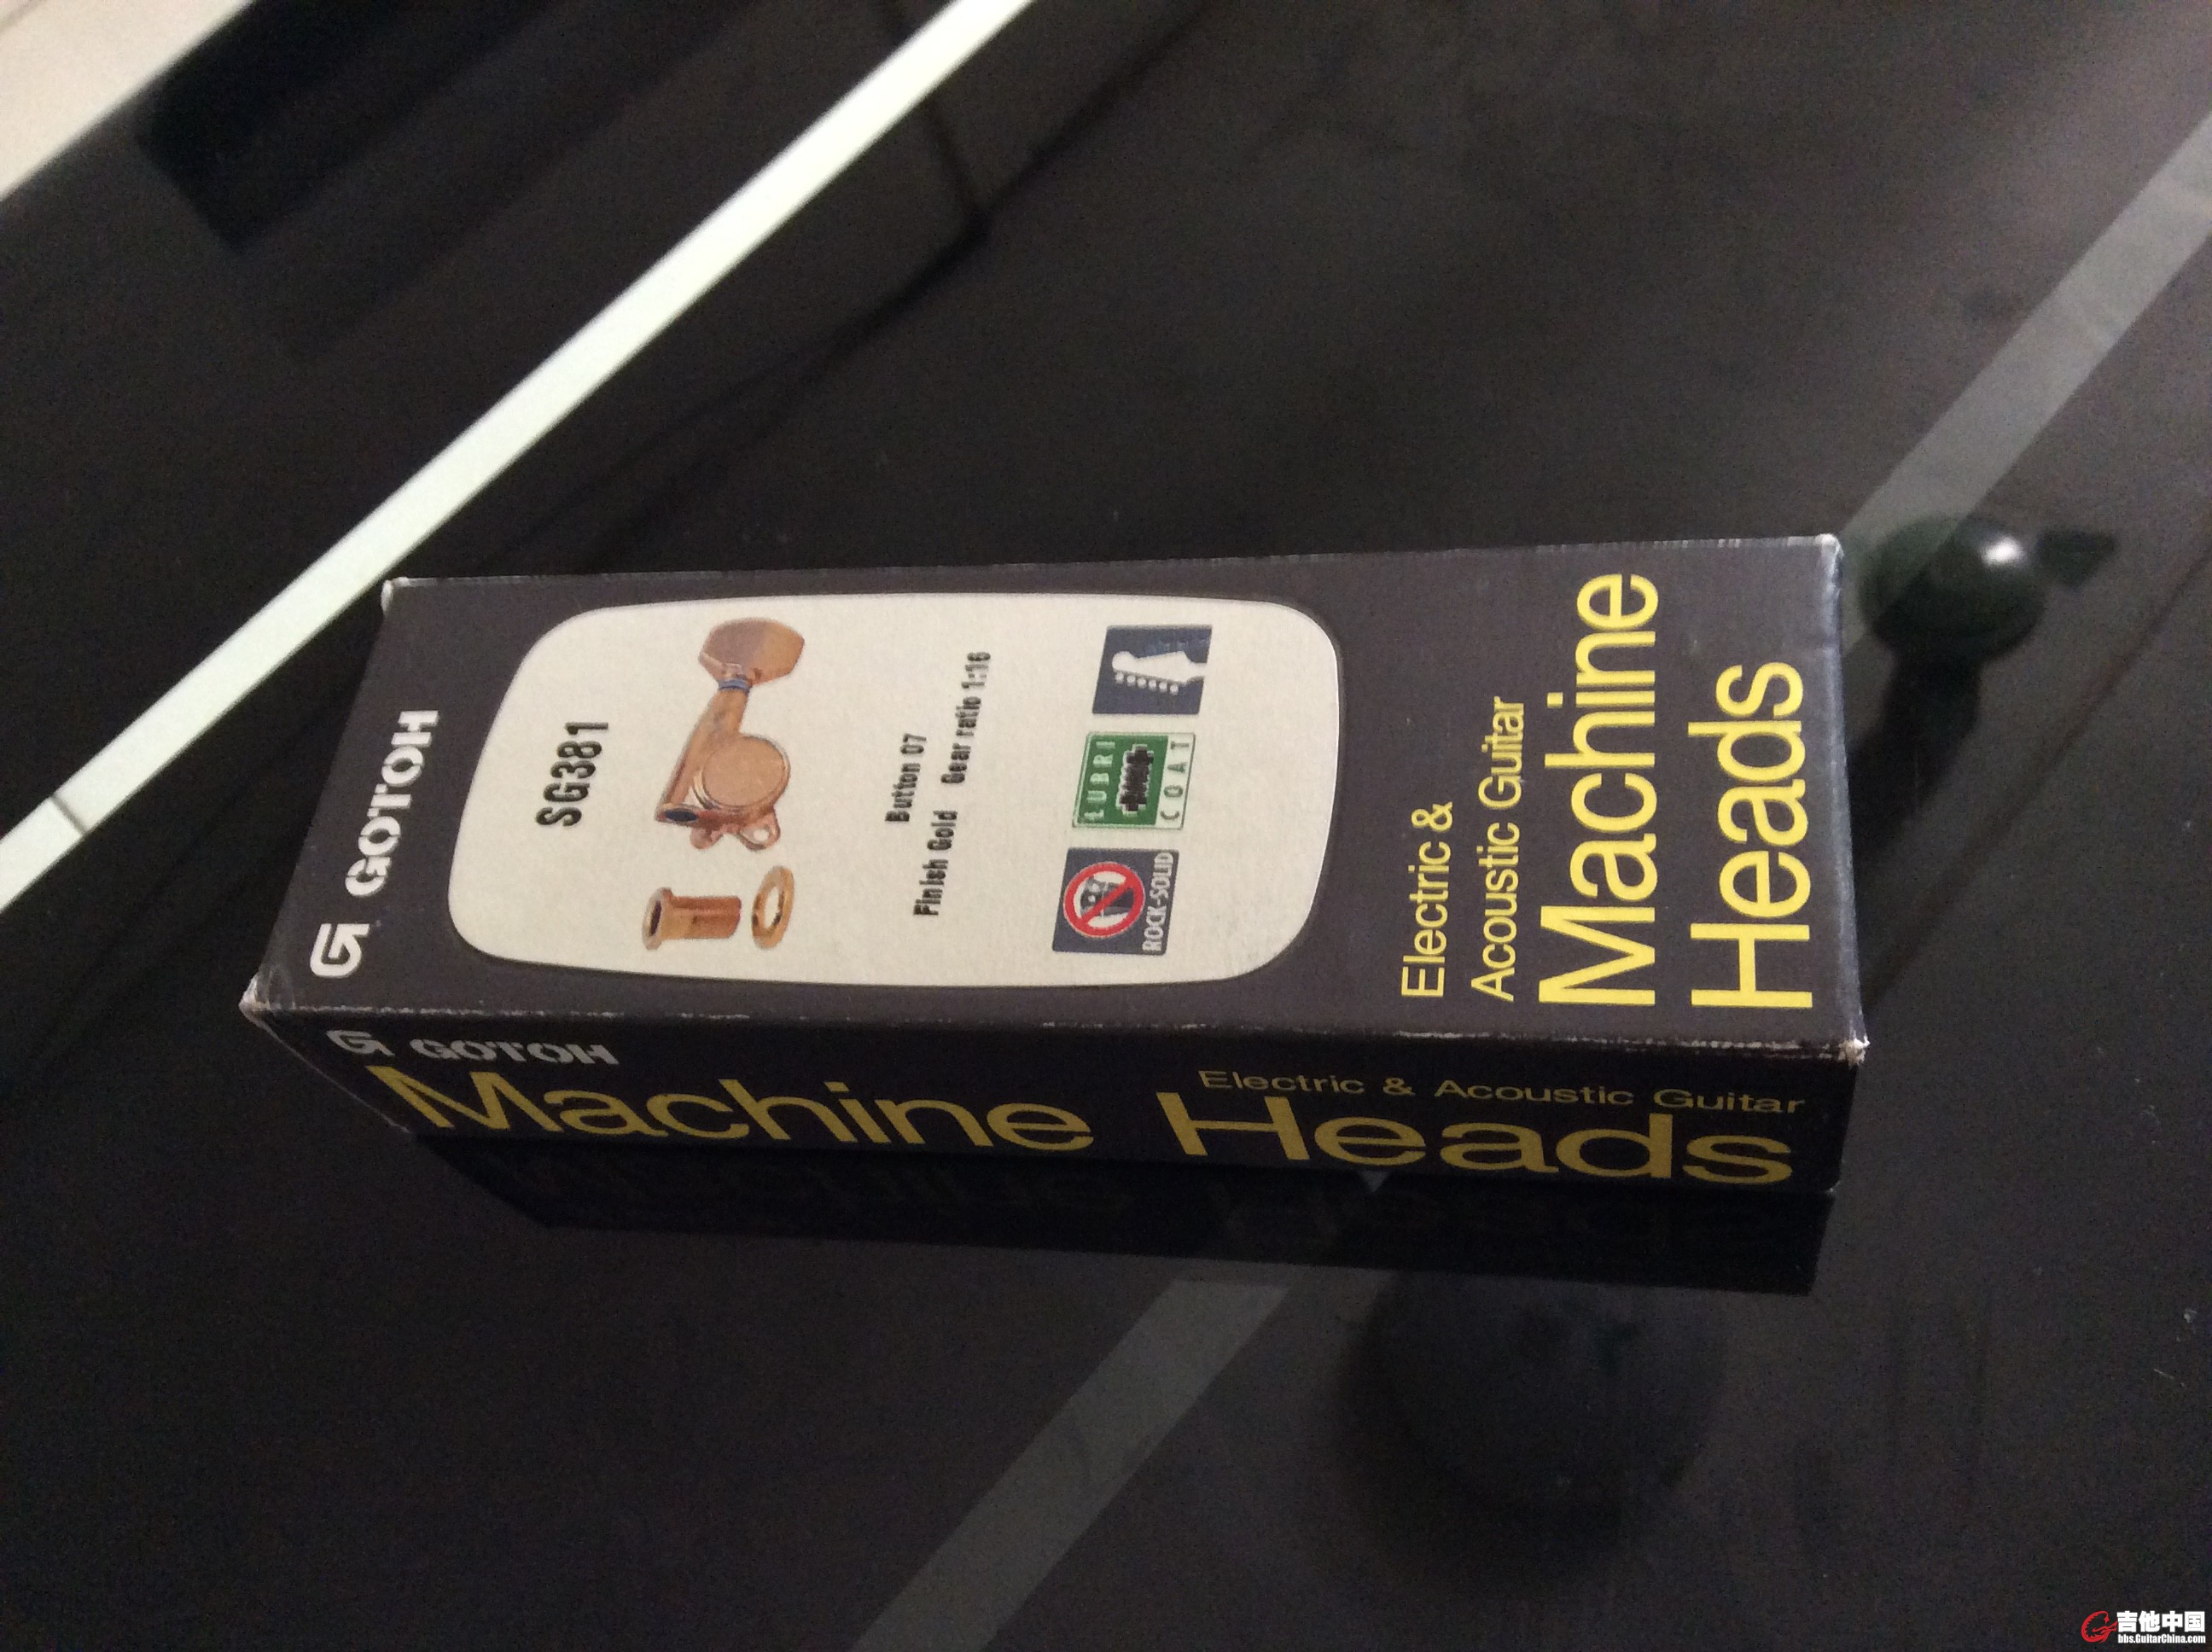 GOTOH
SG381
Button 07
Finish Gold Gear ratio 1:16
ROCK-SOLID
LUBRI
COAT
Electric &
Acoustic Guitar
Machine
Heads
GOTOH
Machine Heads
Electric & Acoustic Guitar
吉他中国
bbs.GuitarChina.com